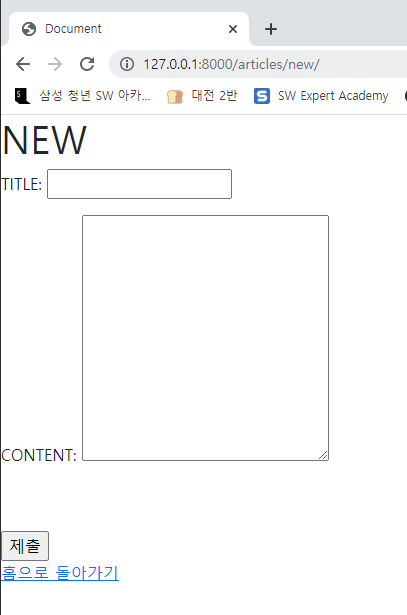 Document
127.0.0.1:8000/articles/new/
삼성 청년 SW 아카... 대전 2반 SW Expert Academy
NEW
TITLE:
CONTENT:
제출
홈으로 돌아가기